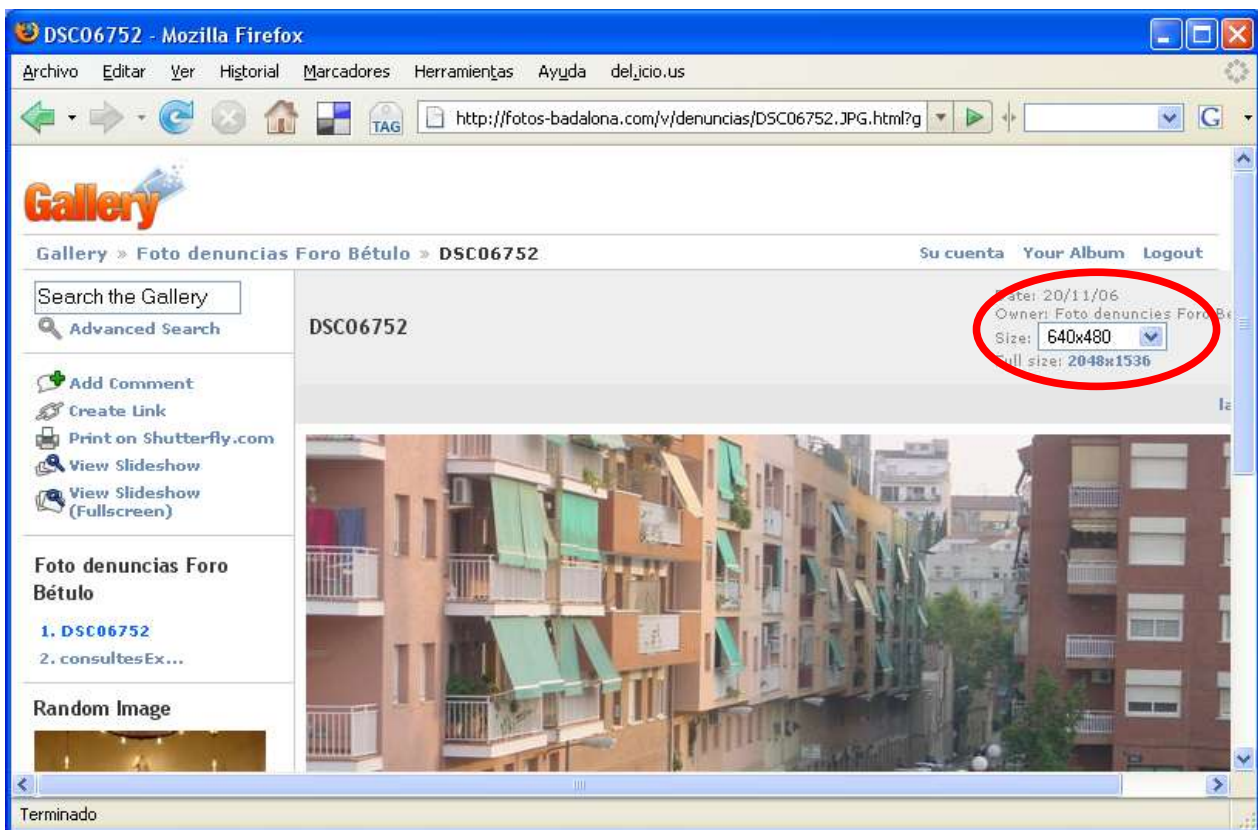 DSC06752 - Mozilla Firefox
Archivo Editar Ver Historial Marcadores Herramientas Ayuda del.icio.us
TAG http://fotos-badalona.com/v/denuncias/DSC06752.JPG.html?g G
Gallery
Gallery » Foto denuncias Foro Bétulo » DSC06752 Su cuenta Your Album Logout
Search the Gallery
Advanced Search
DSC06752
Date: 20/11/06
Owner: Foto denuncies Foro Bé
Size: 640x480
Full size: 2048x1536
la
Add Comment
Create Link
Print on Shutterfly.com
View Slideshow
View Slideshow
(Fullscreen)
Foto denuncias Foro
Bétulo
1. DSC06752
2. consultesEx...
Random Image
Terminado